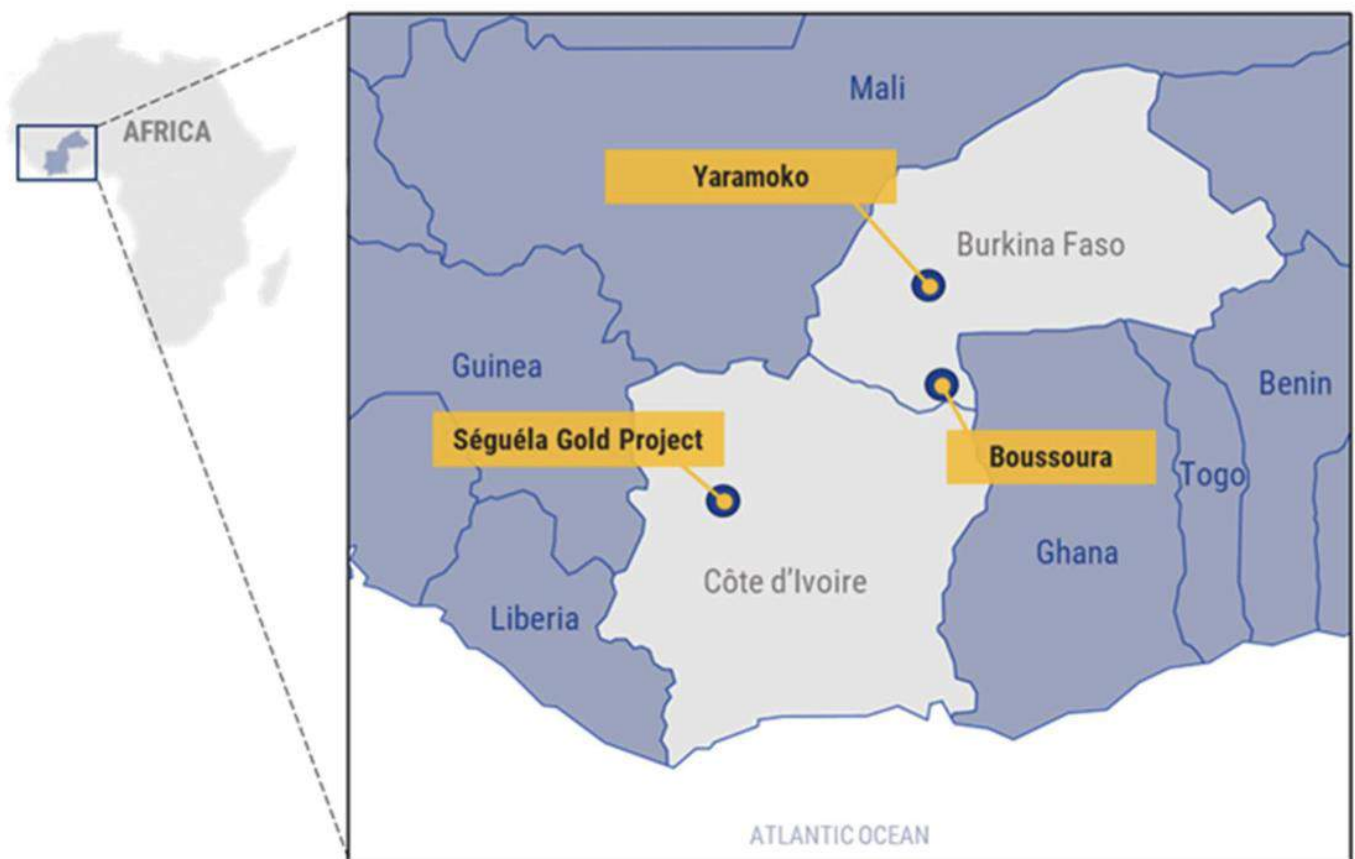 AFRICA
Mali
Yaramoko
Burkina Faso
Guinea
Benin
Séguéla Gold Project
Boussoura
Togo
Ghana
Côte d’Ivoire
Liberia
ATLANTIC OCEAN